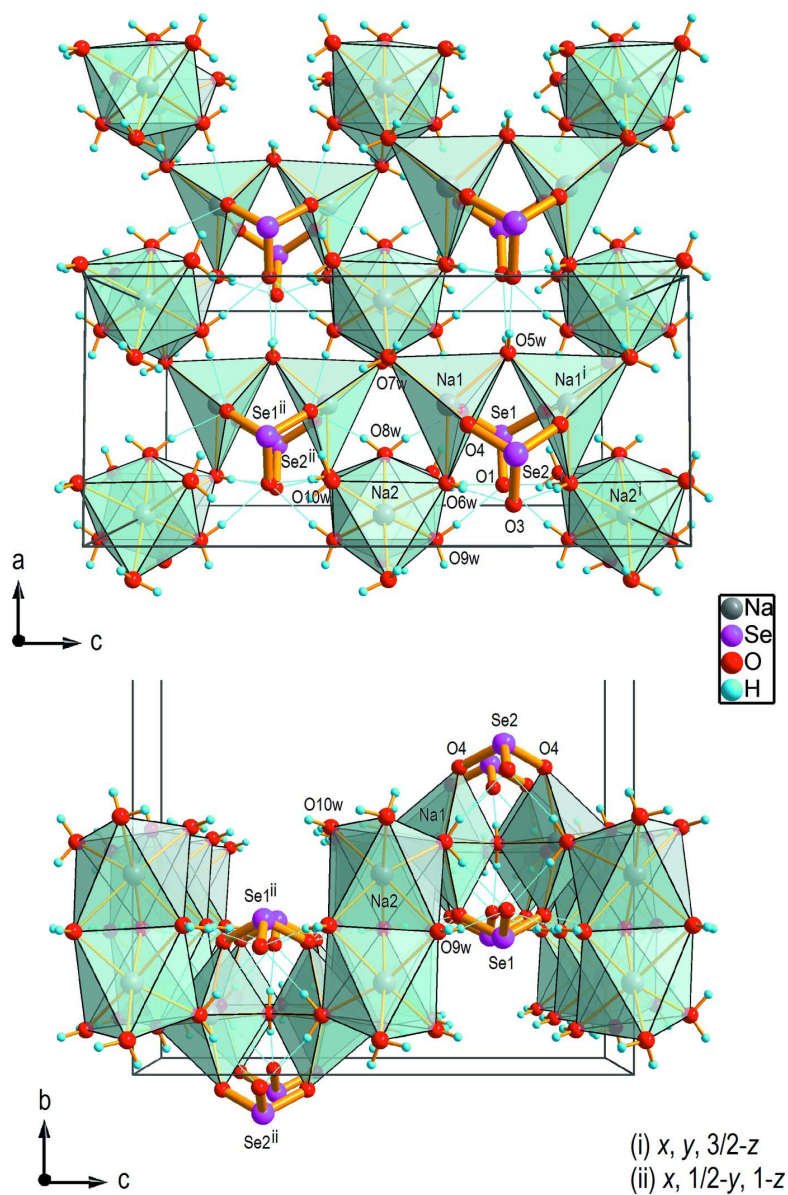 O5w
O7w
Na1
Na1ⁱ
Se1ⁱⁱ
Se1
O8w
O4
Se2ⁱⁱ
O1
Se2
O10w
Na2
O6w
Na2ⁱ
O3
O9w
a
c
Na
Se
O
H
Se2
O4
O4
O10w
Na1
Se1ⁱⁱ
Na2
O9w
Se1
b
Se2ⁱⁱ
c
(i) x, y, 3/2-z
(ii) x, 1/2-y, 1-z